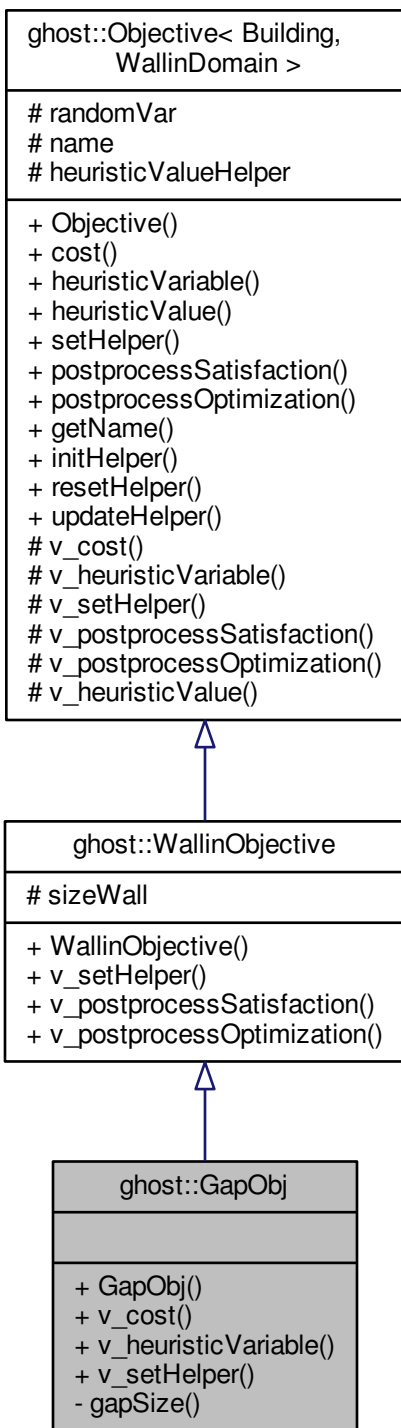 ghost::Objective< Building,
WallinDomain >
# randomVar
# name
# heuristicValueHelper
+ Objective()
+ cost()
+ heuristicVariable()
+ heuristicValue()
+ setHelper()
+ postprocessSatisfaction()
+ postprocessOptimization()
+ getName()
+ initHelper()
+ resetHelper()
+ updateHelper()
# v_cost()
# v_heuristicVariable()
# v_setHelper()
# v_postprocessSatisfaction()
# v_postprocessOptimization()
# v_heuristicValue()
ghost::WallinObjective
# sizeWall
+ WallinObjective()
+ v_setHelper()
+ v_postprocessSatisfaction()
+ v_postprocessOptimization()
ghost::GapObj
+ GapObj()
+ v_cost()
+ v_heuristicVariable()
+ v_setHelper()
- gapSize()